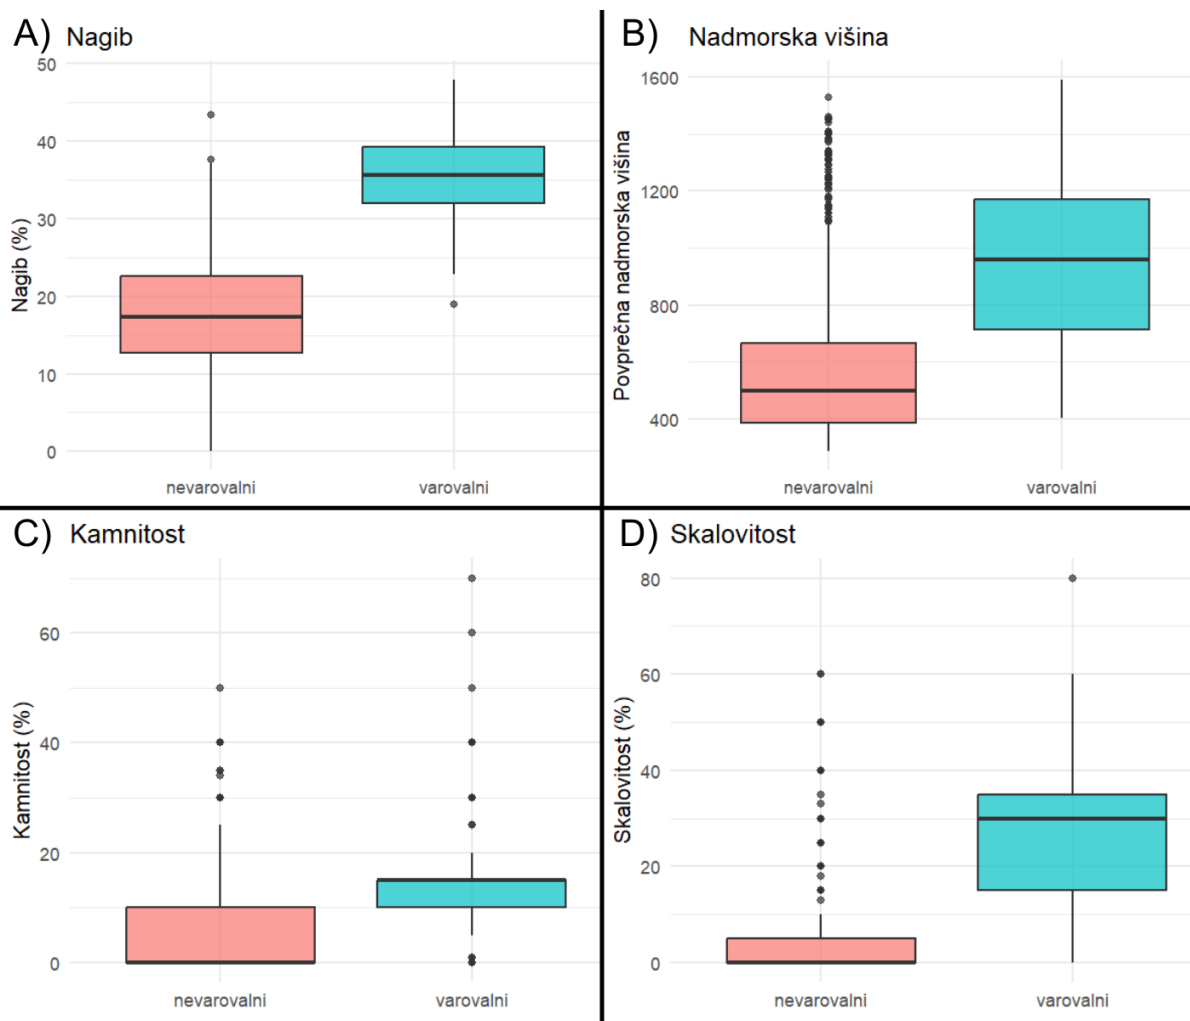 A) Nagib
Nagib (%)
50
40
30
20
10
0
nevarovalni
varovalni
B) Nadmorska višina
Povprečna nadmorska višina
1600
1200
800
400
nevarovalni
varovalni
C) Kamnitost
Kamnitost (%)
60
40
20
0
nevarovalni
varovalni
D) Skalovitost
Skalovitost (%)
80
60
40
20
0
nevarovalni
varovalni